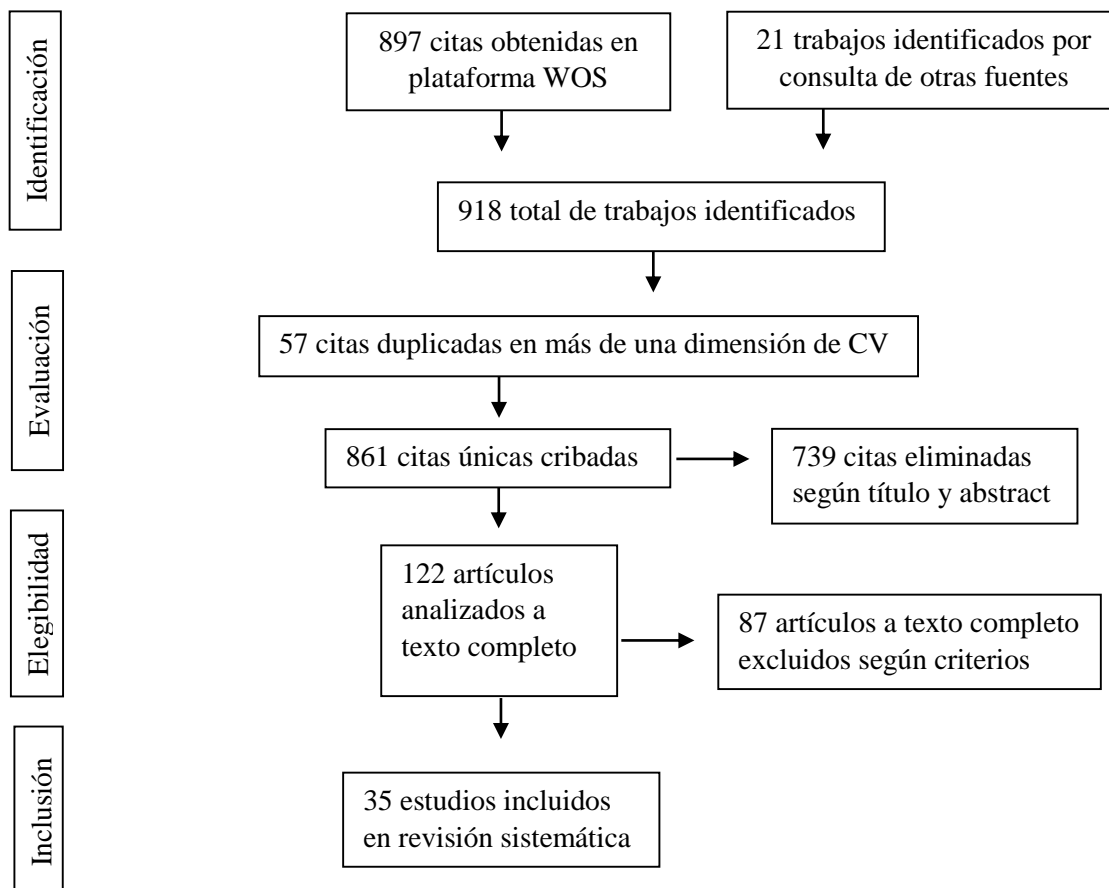 Identificación
897 citas obtenidas en
plataforma WOS
21 trabajos identificados por
consulta de otras fuentes
918 total de trabajos identificados
Evaluación
57 citas duplicadas en más de una dimensión de CV
861 citas únicas cribadas
739 citas eliminadas
según título y abstract
Elegibilidad
122 artículos
analizados a
texto completo
87 artículos a texto completo
excluidos según criterios
Inclusión
35 estudios incluidos
en revisión sistemática